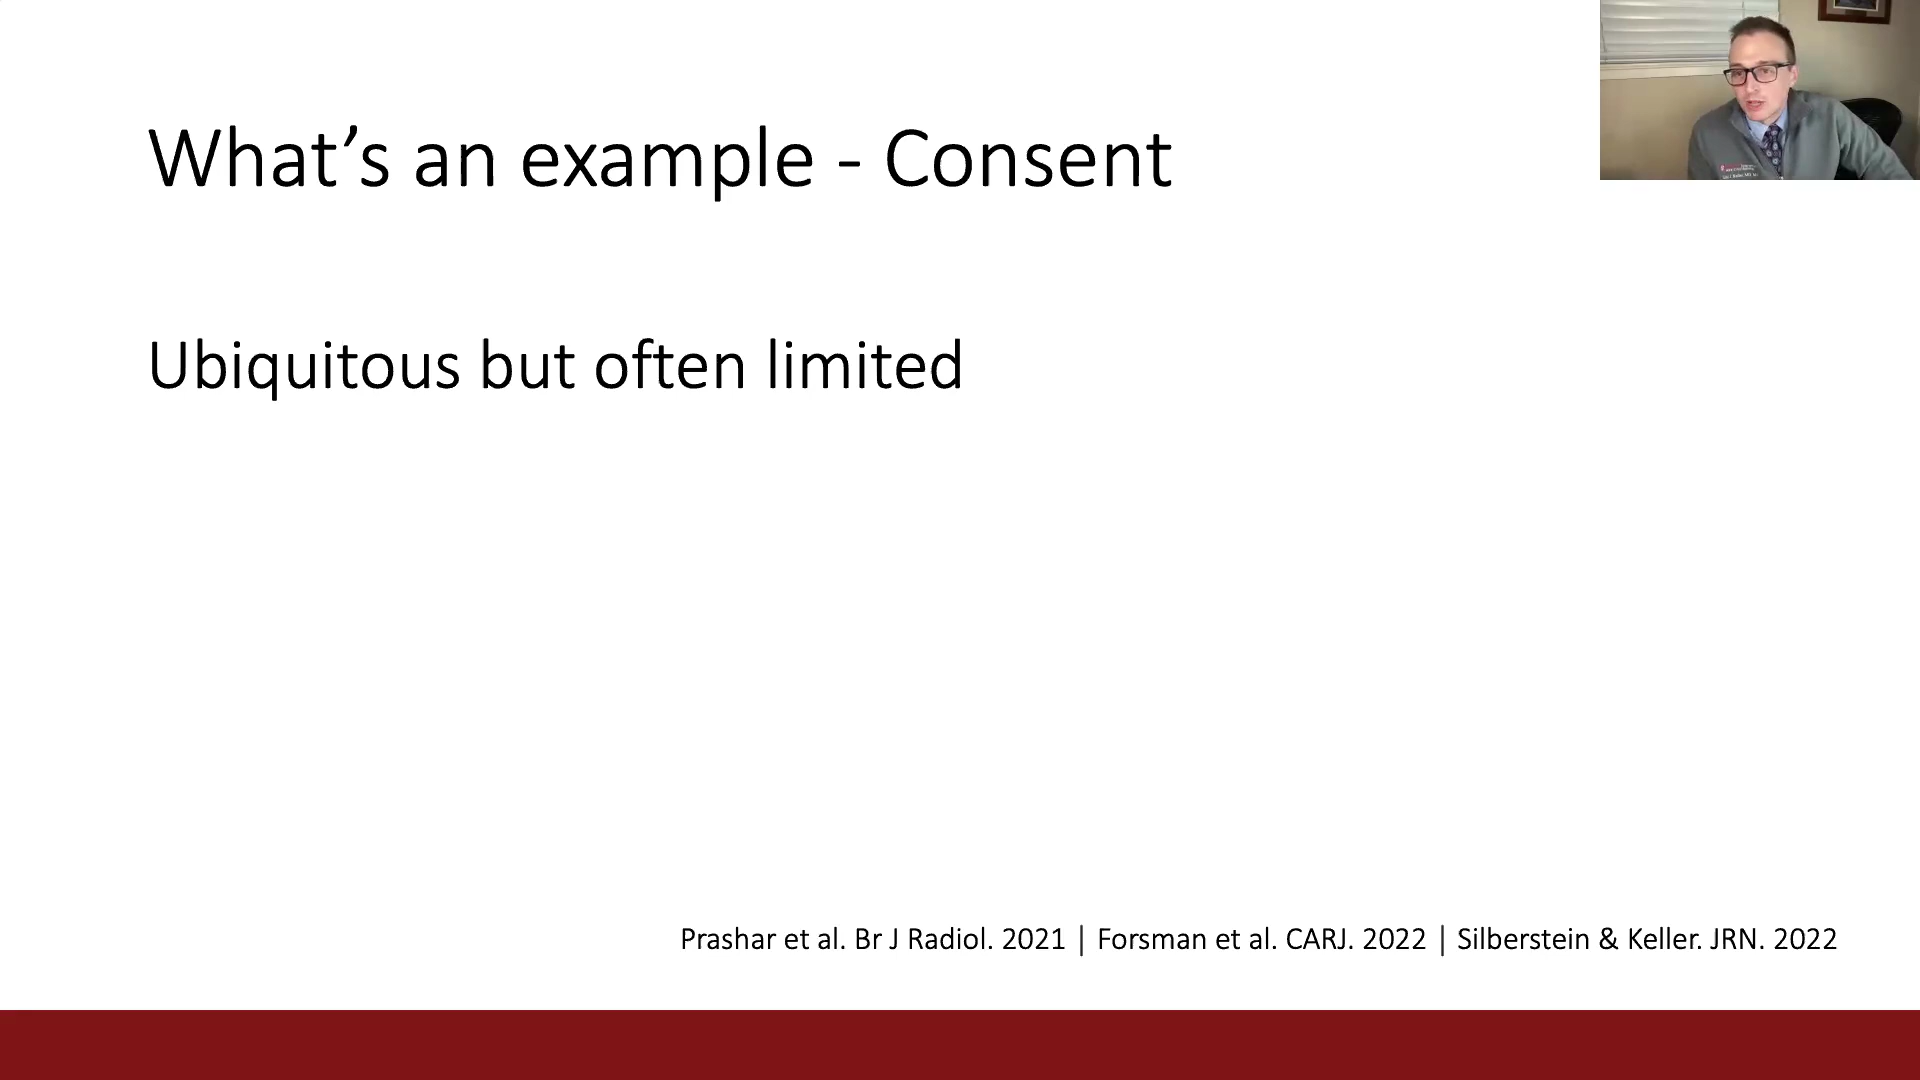 What’s an example - Consent
Ubiquitous but often limited
Prashar et al. Br J Radiol. 2021 | Forsman et al. CARJ. 2022 | Silberstein & Keller. JRN. 2022